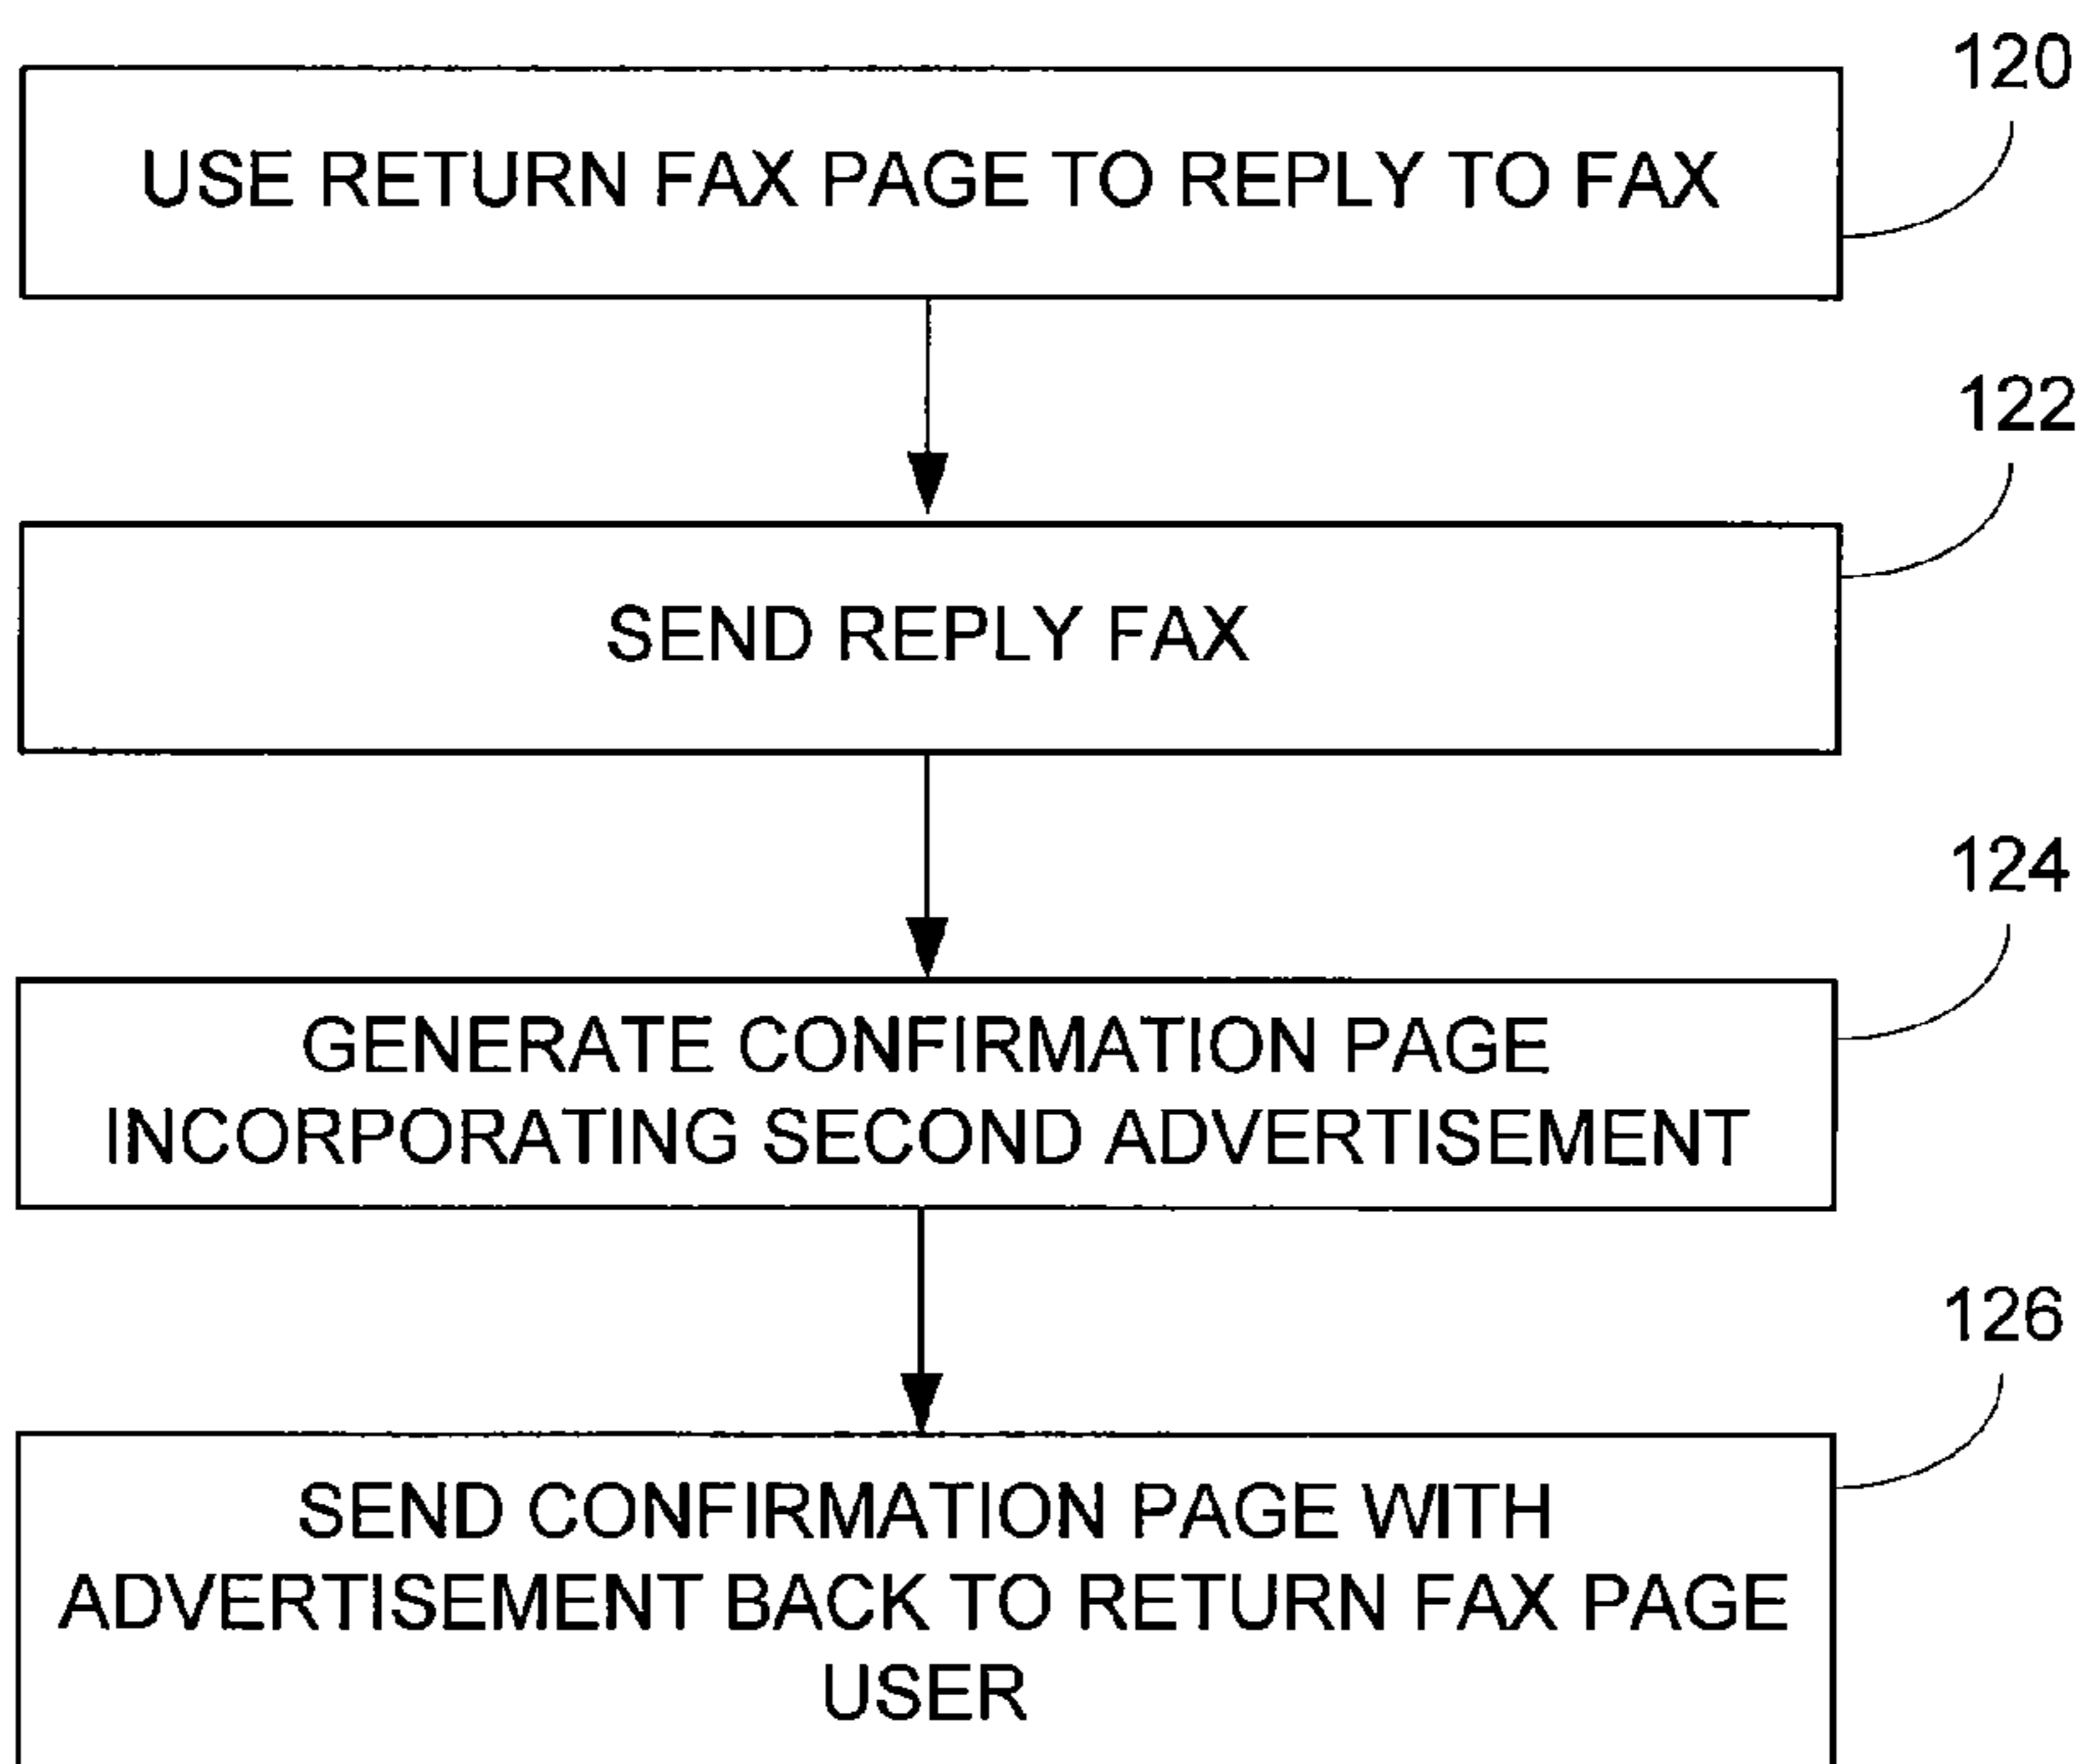 120
USE RETURN FAX PAGE TO REPLY TO FAX
122
SEND REPLY FAX
124
GENERATE CONFIRMATION PAGE
INCORPORATING SECOND ADVERTISEMENT
126
SEND CONFIRMATION PAGE WITH
ADVERTISEMENT BACK TO RETURN FAX PAGE
USER